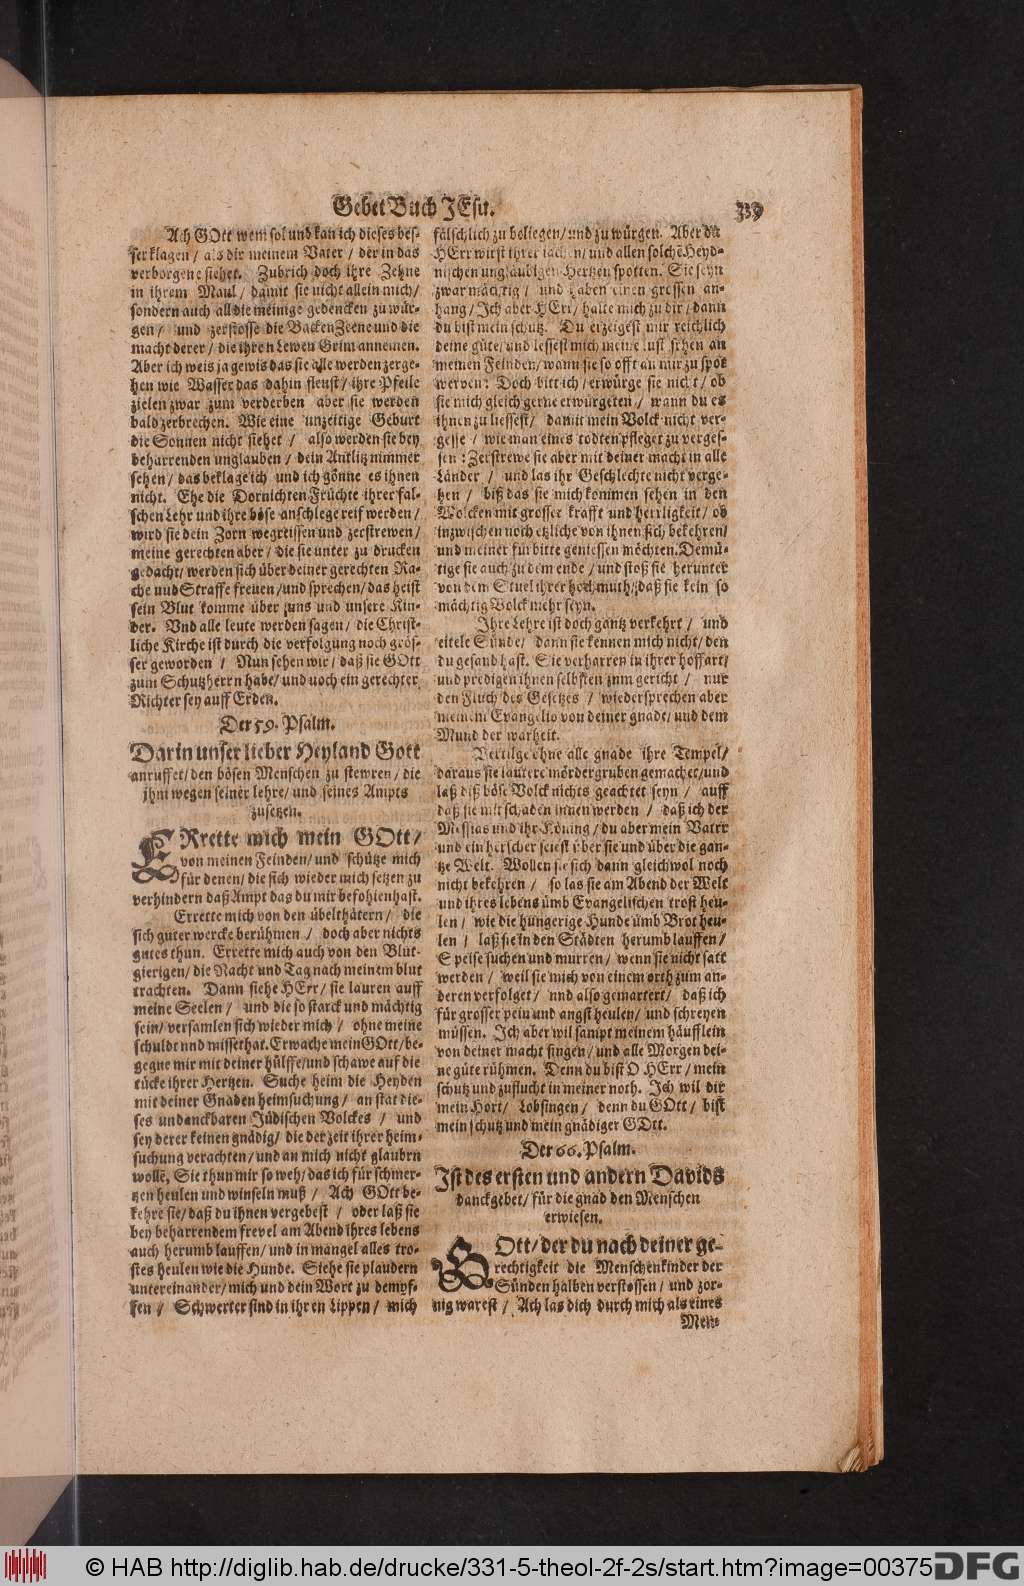 Gebet Buch JEsu.
339
Ach GOtt wem sol und kan ich dieses bes-
ser klagen / als dir meinem Vater / der in das
verborgene siehet. Zubrich doch ihre Zehne
in ihrem Maul / damit sie nicht allein mich /
sondern auch all die meinige gedencken zu wür-
gen / und zerstosse die BackenZeene und die
macht derer / die ihren Lewen Grim annemen.
Aber ich weis ja gewis das sie alle werden zerge-
hen wie Wasser das dahin fleust / ihre Pfeile
zielen zwar zum verderben aber sie werden
bald zerbrechen. Wie eine unzeitige Geburt
die Sonnen nicht siehet / also werden sie bey
beharrenden unglauben / dein Antlitz nimmer
sehen / das beklage ich und ich gönne es ihnen
nicht. Ehe die Dornichten Früchte ihrer fal-
schen Lehr und ihre böse anschlege reif werden /
wird sie dein Zorn wegreissen und zerstrewen /
meine gerechten aber / die sie unter zu drucken
gedacht / werden sich über deiner gerechten Ra-
che uud Straffe freuen / und sprechen / das heist
sein Blut komme über zuns und unsere Kin-
der. Vnd alle leute werden sagen / die Christ-
liche Kirche ist durch die verfolgung noch grös-
ser geworden / Nun sehen wir / daß sie GOtt
zum Schutzherrn habe / und noch ein gerechter
Richter sey auff Erden.
Der 59. Psalm.
Darin unser lieber Heyland Gott
anruffet / den bösen Menschen zu stewren / die
ihm wegen seiner lehre / und seines Ampts
zusetzen.
ERrette mich mein GOtt /
von meinen Feinden / und schütze mich
für denen / die sich wieder mich setzen zu
verhindern daß Ampt das du mir befohlen hast.
Errette mich von den übelthätern / die
sich guter wercke berühmen / doch aber nichts
gutes thun. Errette mich auch von den Blut-
gierigen / die Nacht und Tag nach meinem blut
trachten. Dann siehe HErr / sie lauren auff
meine Seelen / und die so starck und mächtig
sein / versamlen sich wieder mich / ohne meine
schuldt nnd missethat. Erwache mein GOtt / be-
gegne mir mit deiner hülffe / und schawe auf die
tücke ihrer Hertzen. Suche heim die Heyden
mit deiner Gnaden heimsuchung / an stat die-
ses undanckbaren Jüdischen Volckes / und
sey derer keinen gnädig / die der zeit ihrer heim-
suchung verachten / und an mich nicht glaubrn
wollẽ, Sie thun mir so weh / das ich für schmer-
tzen heulen und winseln muß / Ach GOtt be-
kehre sie / daß du ihnen vergebest / oder laß sie
bey beharrendem frevel am Abend ihres lebens
auch herumb lauffen / und in mangel alles tro-
stes heulen wie die Hunde. Siehe sie plaudern
untereinander / mich und dein Wort zu dempf-
fen / Schwerter sind in ihren Lippen / mich
fälschlich zu beliegen / und zu würgen. Aber du
HErr wirst ihrer lachen / und allen solchẽ Heyd-
nischen ungläubigen Hertzen spotten. Sie seyn
zwar mächtig / und haben einen grossen an-
hang / Ich aber HErr / halte mich zu dir / dann
du bist mein schutz. Du erzeigest mir reichlich
deine güte / und lessest mich meine lust sehen an
meinen Feinden / wann sie so offt an mir zu spot
werden: Doch bitt ich / erwürge sie nicht / ob
sie mich gleich gerne erwürgeten / wann du es
ihnen zu liessest / damit mein Volck nicht ver-
gesse / wie man eines todten pfleget zu verges-
sen: Zerstrewe sie aber mit deiner macht in alle
Länder / und las ihr Geschlechte nicht verge-
hen / biß das sie mich kommen sehen in den
Wolcken mit grosser krafft und herrligkeit / ob
inzwischen noch etzliche von ihnen sich bekehren /
und meiner fürbitte geniessen möchten. Demü-
tige sie auch zu dem ende / und stoß sie herunter
von dem Stuel ihrer hochmuth / daß sie kein so
mächtig Volck mehr seyn.
Ihre Lehre ist doch gantz verkehrt / und
eitele Sünde / dann sie kennen mich nicht / den
du gesand hast. Sie verharren in ihrer hoffart /
und predigen ihnen selbsten zum gericht / nur
den Fluch des Gesetzes / wiedersprechen aber
meinem Evangelio von deiner gnade / und dem
Mund der warheit.
Vertilge ohne alle gnade ihre Tempel /
daraus sie lautere mördergruben gemachet / und
laß diß böse Volck nichts geachtet seyn / auff
daß sie mit schaden innen werden / daß ich der
Messias und ihr Köning / du aber mein Vatrr
und ein herscher seiest über sie und über die gan-
tze Welt. Wollen sie sich dann gleichwol noch
nicht bekehren / so las sie am Abend der Welt
und ihres lebens ümb Evangelischen trost heu-
len / wie die hungerige Hunde ümb Brot heu-
len / laß sie in den Städten herumb lauffen /
Speise suchen und murren / wenn sie nicht satt
werden / weil sie mich von einem orth zum an-
deren verfolget / nnd also gemartert / daß ich
für grosser pein und angst heulen / und schreyen
müssen. Ich aber wil sampt meinem häufflein
von deiner macht singen / und alle Morgen dei-
ne güte rühmen. Denn du bist O HErr / mein
schutz und zuflucht in meiner noth. Ich wil dir
mein Hort / Lobsingen / denn du GOtt / bist
mein schutz und mein gnädiger GOtt.
Der 66. Psalm.
Ist des ersten und andern Davids
danckgebet / für die gnad den Menschen
erwiesen.
GOtt / der du nach deiner ge-
rechtigkeit die Menschenkinder der
Sünden halben verstossen / und zor-
nig warest / Ach las dich durch mich als eines
Men-
© HAB http://diglib.hab.de/drucke/331-5-theol-2f-2s/start.htm?image=00375
DFG